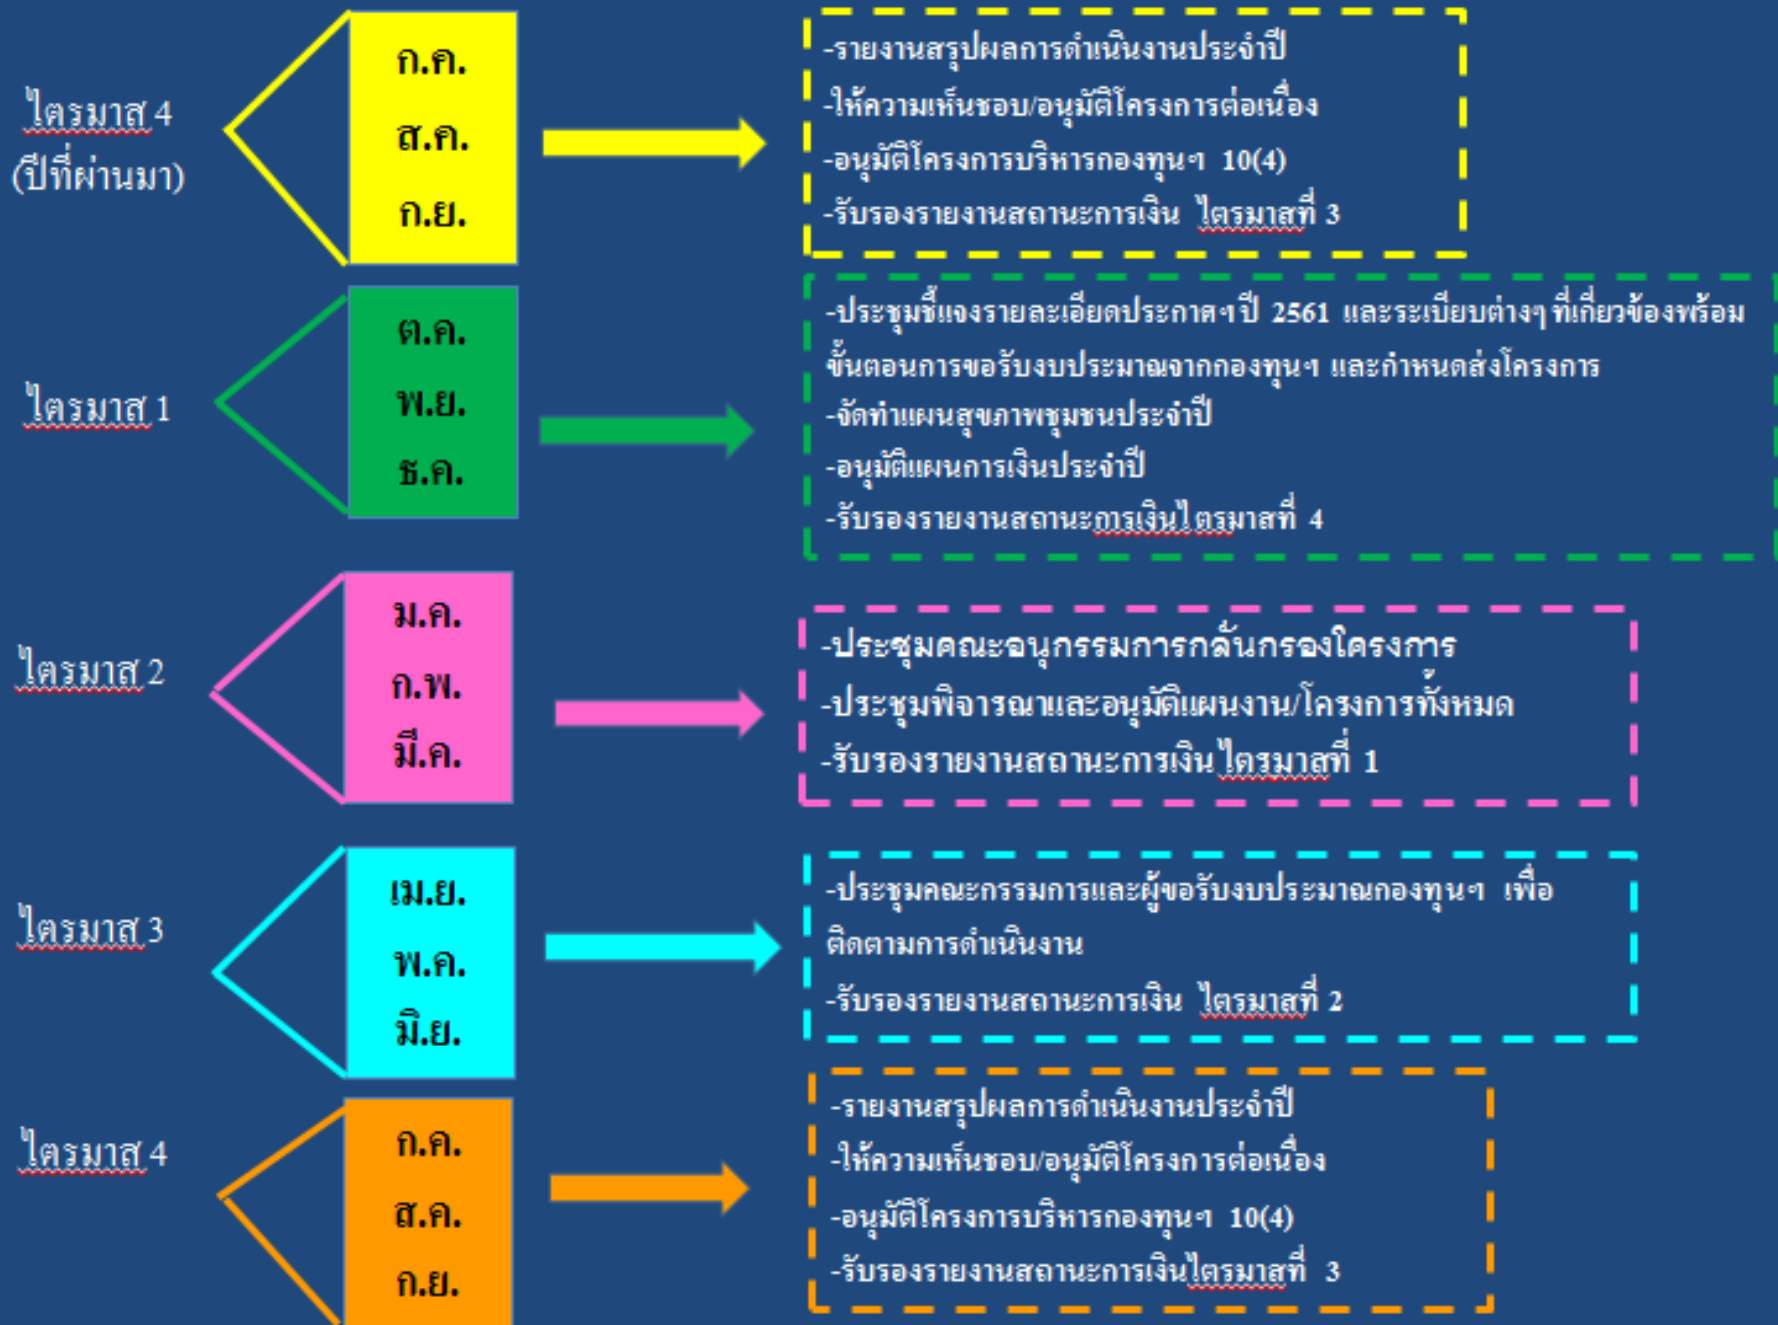 ไตรมาส 4
(ปีที่ผ่านมา)
ก.ค.
ส.ค.
ก.ย.
-รายงานสรุปผลการดำเนินงานประจำปี
-ให้ความเห็นชอบ/อนุมัติโครงการต่อเนื่อง
-อนุมัติโครงการบริหารกองทุนฯ 10(4)
-รับรองรายงานสถานะการเงิน ไตรมาสที่ 3
ไตรมาส 1
ต.ค.
พ.ย.
ธ.ค.
-ประชุมชี้แจงรายละเอียดประกาศฯปี 2561 และระเบียบต่างๆ ที่เกี่ยวข้องพร้อม
ขั้นตอนการขอรับงบประมาณจากกองทุนฯ และกำหนดส่งโครงการ
-จัดทำแผนสุขภาพชุมชนประจำปี
-อนุมัติแผนการเงินประจำปี
-รับรองรายงานสถานะการเงินไตรมาสที่ 4
ไตรมาส 2
ม.ค.
ก.พ.
มี.ค.
-ประชุมคณะอนุกรรมการกลั่นกรองโครงการ
-ประชุมพิจารณาและอนุมัติแผนงาน/โครงการทั้งหมด
-รับรองรายงานสถานะการเงินไตรมาสที่ 1
ไตรมาส 3
เม.ย.
พ.ค.
มิ.ย.
-ประชุมคณะกรรมการและผู้ขอรับงบประมาณกองทุนฯ เพื่อ
ติดตามการดำเนินงาน
-รับรองรายงานสถานะการเงิน ไตรมาสที่ 2
ไตรมาส 4
ก.ค.
ส.ค.
ก.ย.
-รายงานสรุปผลการดำเนินงานประจำปี
-ให้ความเห็นชอบ/อนุมัติโครงการต่อเนื่อง
-อนุมัติโครงการบริหารกองทุนฯ 10(4)
-รับรองรายงานสถานะการเงินไตรมาสที่ 3